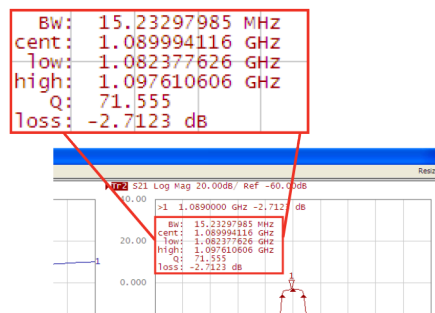 BW: 15.23297985 MHz
cent: 1.089994116 GHz
low: 1.082377626 GHz
high: 1.097610606 GHz
Q: 71.555
loss: -2.7123 dB
Resiz
Tr2 S21 Log Mag 20.00dB/ Ref -60.00dB
40.00
>1 1.0890000 GHz -2.7123 dB
BW: 15.23297985 MHz
cent: 1.089994116 GHz
low: 1.082377626 GHz
high: 1.097610606 GHz
Q: 71.555
loss: -2.7123 dB
20.00
1
0.000
1